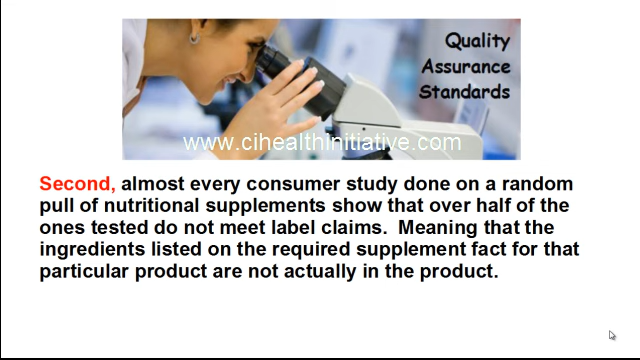 Quality
Assurance
Standards
www.cihealthinitiative.com
Second, almost every consumer study done on a random
pull of nutritional supplements show that over half of the
ones tested do not meet label claims.  Meaning that the
ingredients listed on the required supplement fact for that
particular product are not actually in the product.